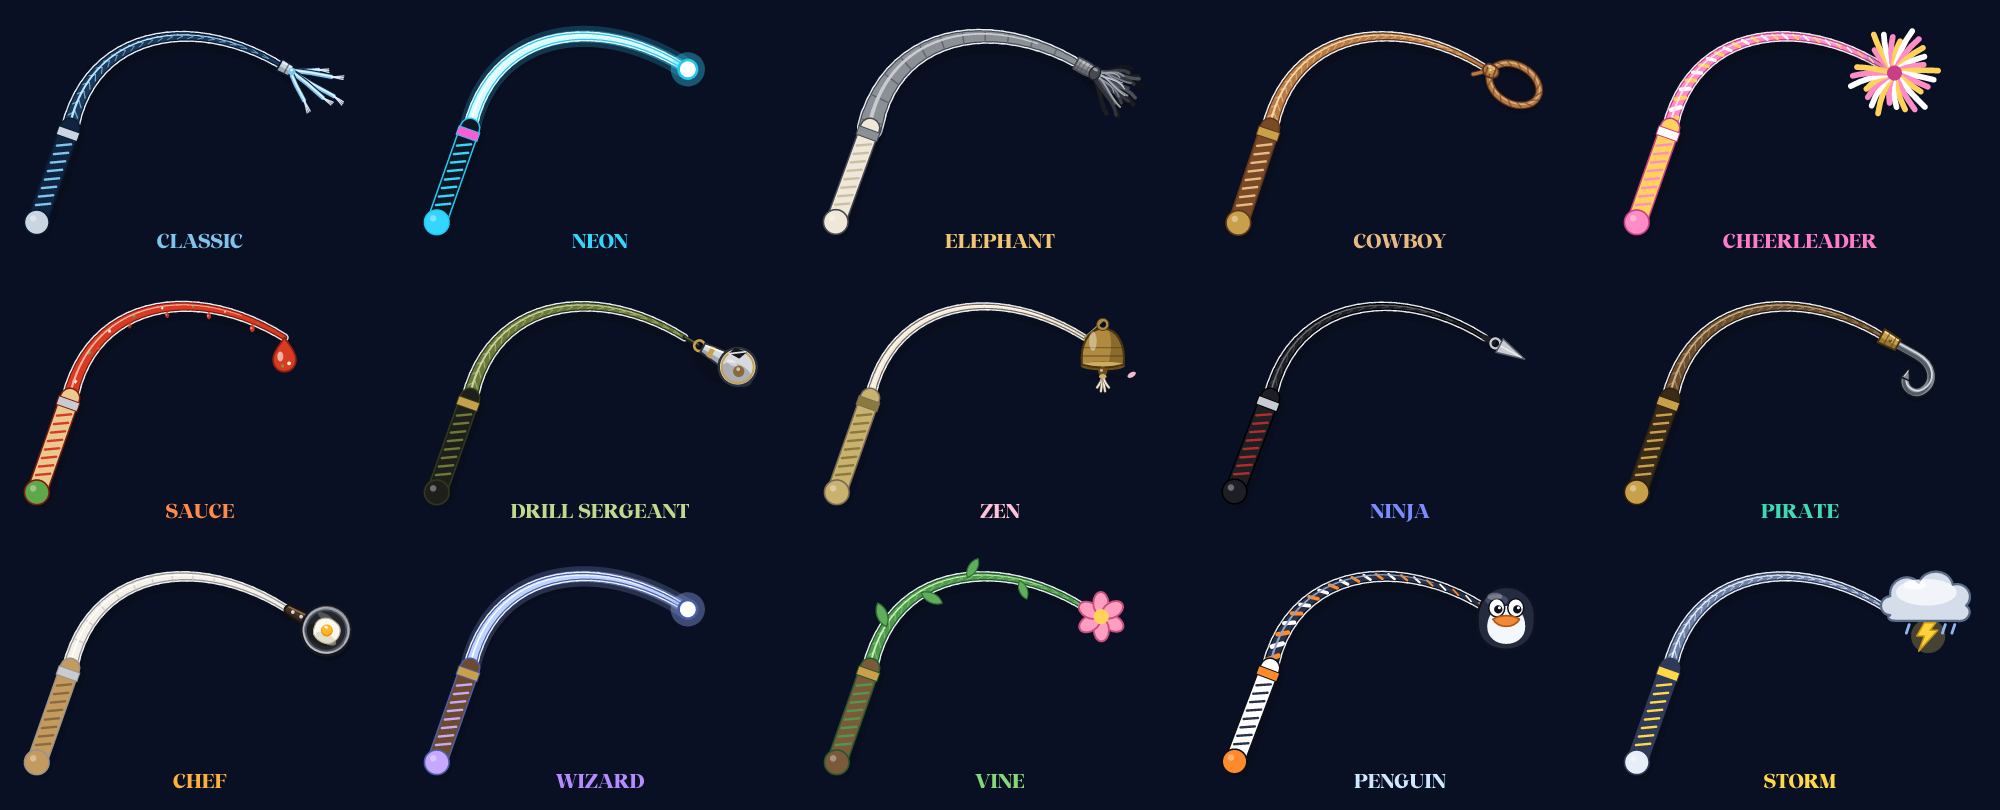 CLASSIC
NEON
ELEPHANT
COWBOY
CHEERLEADER
SAUCE
DRILL SERGEANT
ZEN
NINJA
PIRATE
CHEF
WIZARD
VINE
PENGUIN
STORM